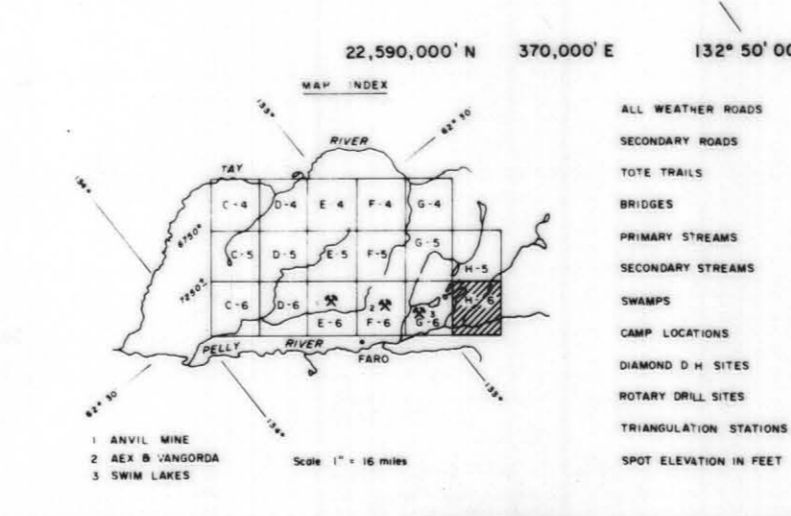 22,590,000' N 370,000' E 132° 50' 00
MAP INDEX
133°
62° 30'
RIVER
TAY
134°
C-4 D-4 E-4 F-4 G-4
6750°
G-5
C-5 D-5 E-5 F-5
H-5
7250°
C-6 D-6 2 3 H-6
E-6 F-6 G-6
PELLY RIVER
FARO
62° 30'
134°
133°
1 ANVIL MINE
2 AEX & VANGORDA
3 SWIM LAKES
Scale 1" = 16 miles
ALL WEATHER ROADS
SECONDARY ROADS
TOTE TRAILS
BRIDGES
PRIMARY STREAMS
SECONDARY STREAMS
SWAMPS
CAMP LOCATIONS
DIAMOND D H SITES
ROTARY DRILL SITES
TRIANGULATION STATIONS
SPOT ELEVATION IN FEET